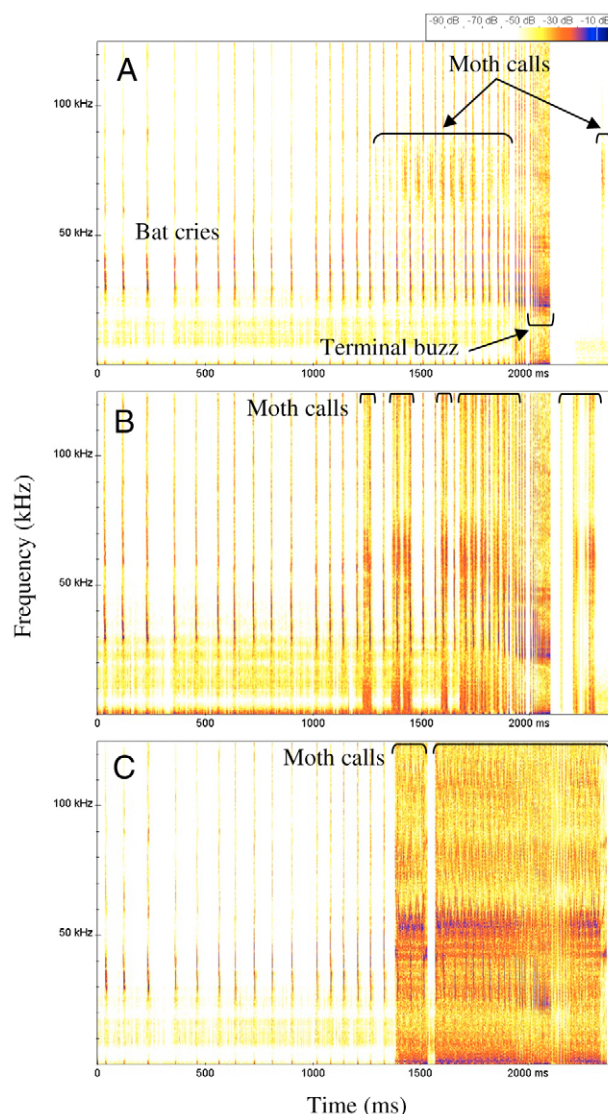 -90 dB -70 dB -50 dB -30 dB -10 dB
A
Moth calls
100 kHz
50 kHz
Bat cries
Terminal buzz
0 500 1000 1500 2000 ms
B
Moth calls
100 kHz
50 kHz
0 500 1000 1500 2000 ms
Frequency (kHz)
C
Moth calls
100 kHz
50 kHz
0 500 1000 1500 2000 ms
Time (ms)